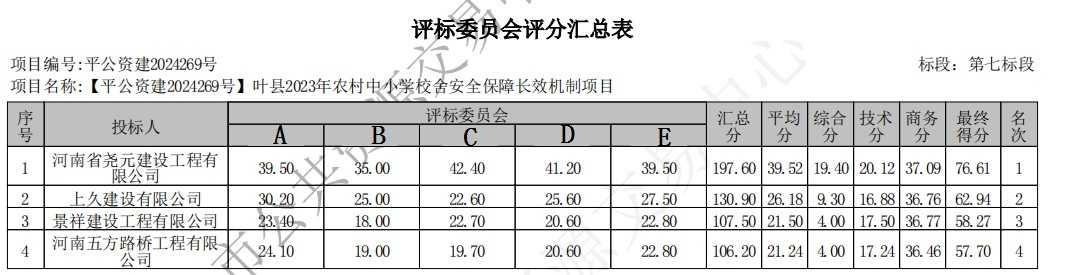 评标委员会评分汇总表
项目编号:平公资建2024269号 标段：第七标段
项目名称:【平公资建2024269号】叶县2023年农村中小学校舍安全保障长效机制项目
序号 投标人 评标委员会 汇总分 平均分 综合分 技术分 商务分 最终得分 名次
A B C D E
1 河南省尧元建设工程有限公司 39.50 35.00 42.40 41.20 39.50 197.60 39.52 19.40 20.12 37.09 76.61 1
2 上久建设有限公司 30.20 25.00 22.60 25.60 27.50 130.90 26.18 9.30 16.88 36.76 62.94 2
3 景祥建设工程有限公司 23.40 18.00 22.70 20.60 22.80 107.50 21.50 4.00 17.50 36.77 58.27 3
4 河南五方路桥工程有限公司 24.10 19.00 19.70 20.60 22.80 106.20 21.24 4.00 17.24 36.46 57.70 4